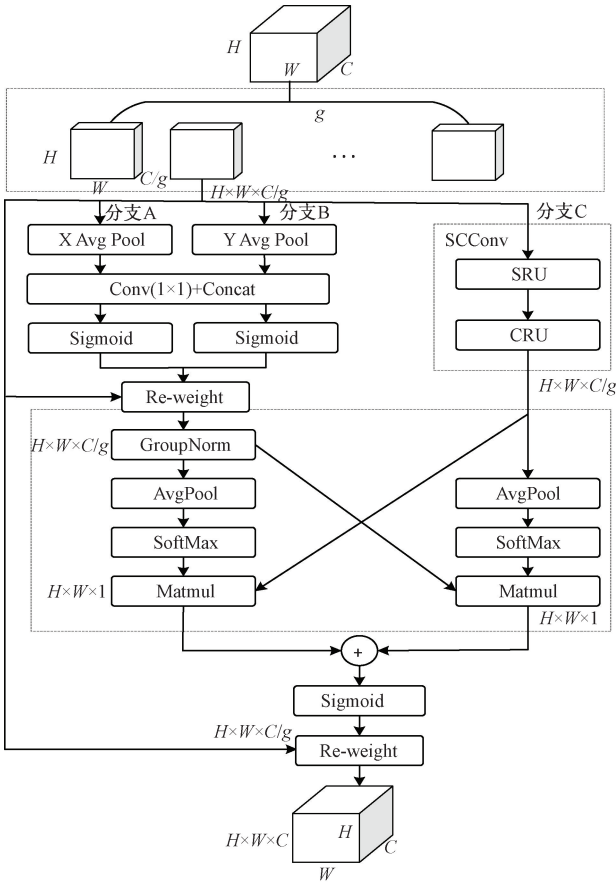 H
W
C
g
H
W
C/g
...
H×W×C/g
分支A
分支B
分支C
X Avg Pool
Y Avg Pool
SCConv
SRU
Conv(1×1)+Concat
Sigmoid
Sigmoid
CRU
H×W×C/g
Re-weight
H×W×C/g
GroupNorm
AvgPool
AvgPool
SoftMax
SoftMax
H×W×1
Matmul
Matmul
H×W×1
+
Sigmoid
H×W×C/g
Re-weight
H×W×C
H
C
W